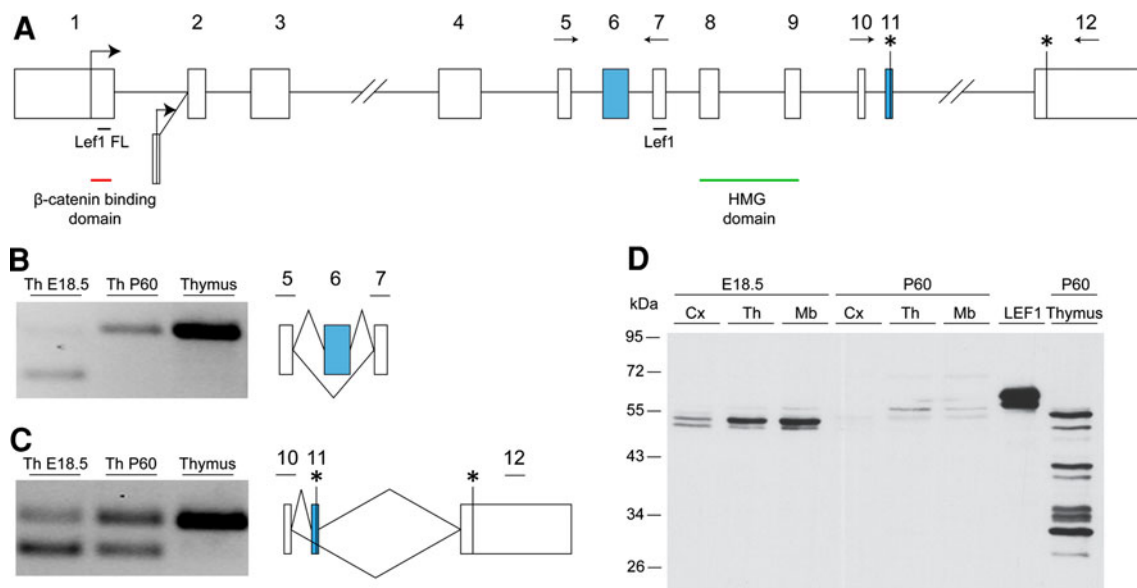 A
1 2 3 4 5 6 7 8 9 10 11 12
* *
Lef1 FL Lef1
β-catenin binding
domain
HMG
domain
B
Th E18.5 Th P60 Thymus
5 6 7
C
Th E18.5 Th P60 Thymus
10 11 12
* *
D
E18.5 P60 P60
kDa Cx Th Mb Cx Th Mb LEF1 Thymus
95
72
55
43
34
26